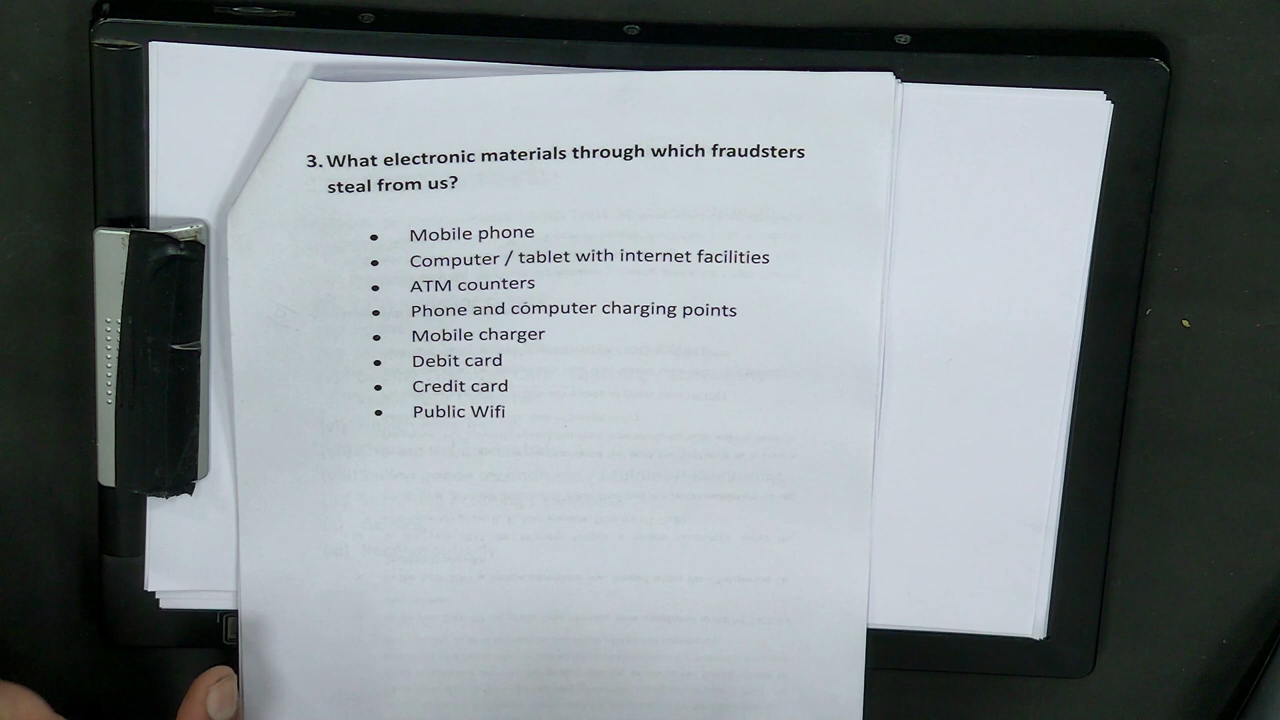 3. What electronic materials through which fraudsters
steal from us?
• Mobile phone
• Computer / tablet with internet facilities
• ATM counters
• Phone and computer charging points
• Mobile charger
• Debit card
• Credit card
• Public Wifi